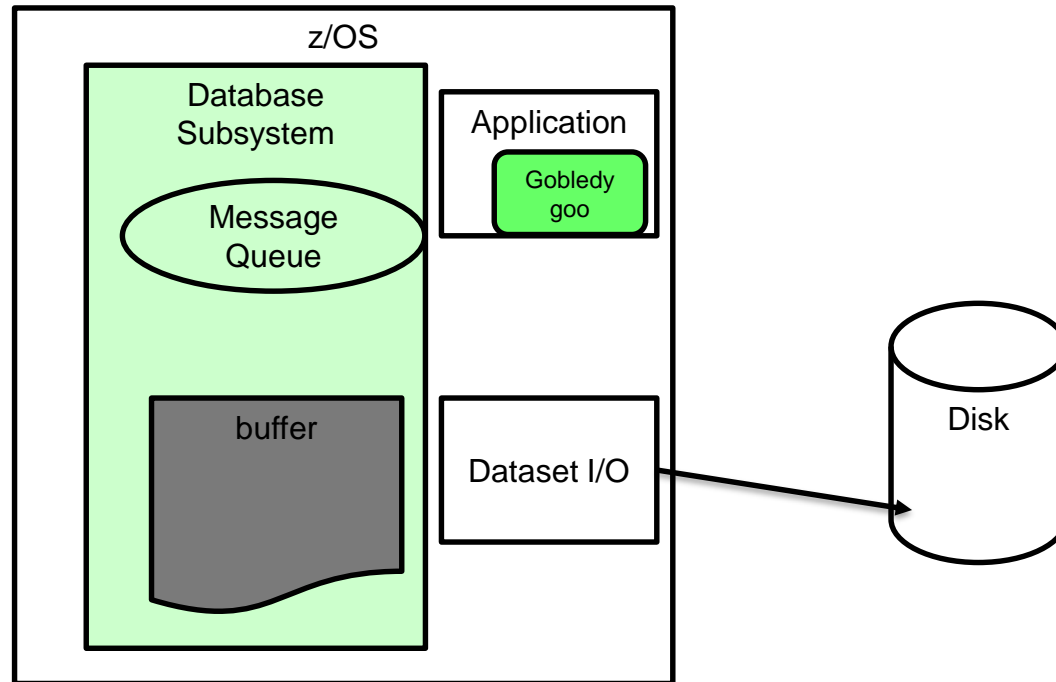 z/OS
Database
Subsystem
Application
Gobledy
goo
Message
Queue
buffer
Dataset I/O
Disk